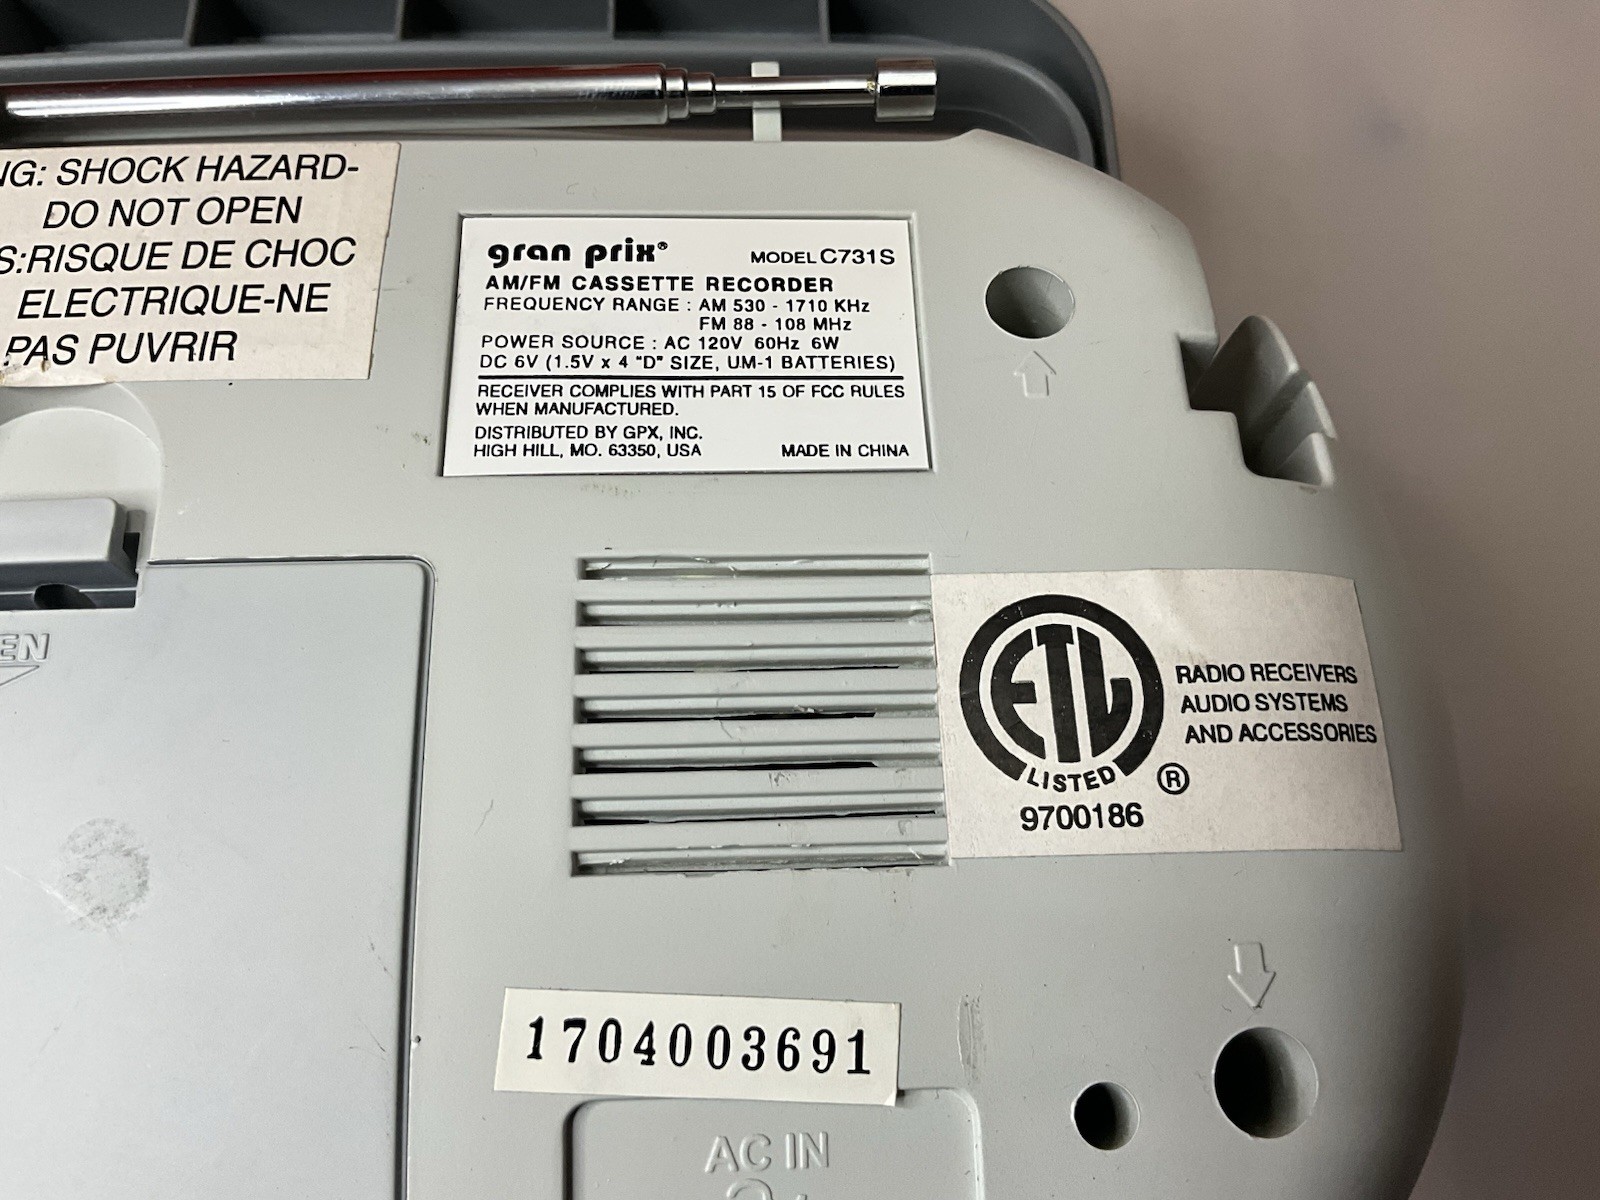 NG: SHOCK HAZARD-
DO NOT OPEN
S:RISQUE DE CHOC
ELECTRIQUE-NE
PAS PUVRIR
gran prix® MODEL C731S
AM/FM CASSETTE RECORDER
FREQUENCY RANGE : AM 530 - 1710 KHz
FM 88 - 108 MHz
POWER SOURCE : AC 120V 60Hz 6W
DC 6V (1.5V x 4 "D" SIZE, UM-1 BATTERIES)
RECEIVER COMPLIES WITH PART 15 OF FCC RULES
WHEN MANUFACTURED.
DISTRIBUTED BY GPX, INC.
HIGH HILL, MO. 63350, USA MADE IN CHINA
EN
ETL
LISTED
®
9700186
RADIO RECEIVERS
AUDIO SYSTEMS
AND ACCESSORIES
1704003691
AC IN